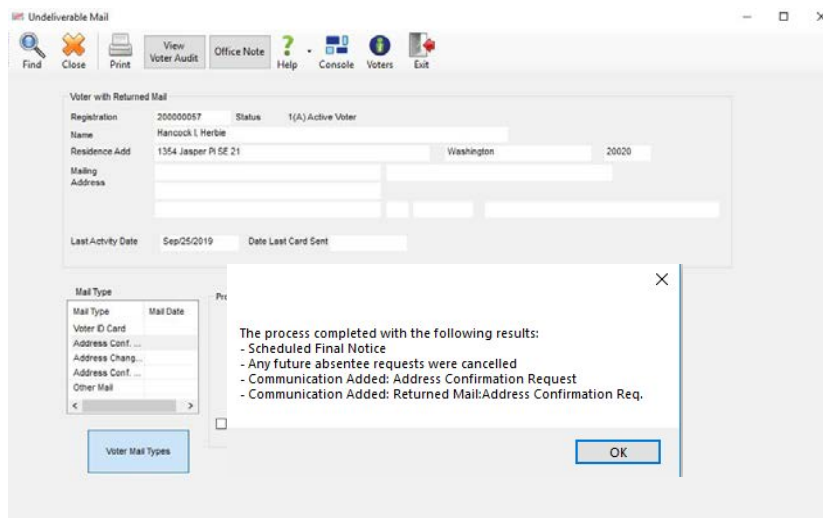 Undeliverable Mail
Find
Close
Print
View
Voter Audit
Office Note
Help
Console
Voters
Exit
Voter with Returned Mail
Registration 200000057 Status 1(A) Active Voter
Name Hancock I, Herbie
Residence Add 1354 Jasper Pl SE 21 Washington 20020
Mailing
Address
Last Actvity Date Sep/25/2019 Date Last Card Sent
Mail Type
Mail Type Mail Date
Voter ID Card
Address Conf. ...
Address Chang...
Address Conf. ...
Other Mail
Voter Mail Types
The process completed with the following results:
- Scheduled Final Notice
- Any future absentee requests were cancelled
- Communication Added: Address Confirmation Request
- Communication Added: Returned Mail:Address Confirmation Req.
OK